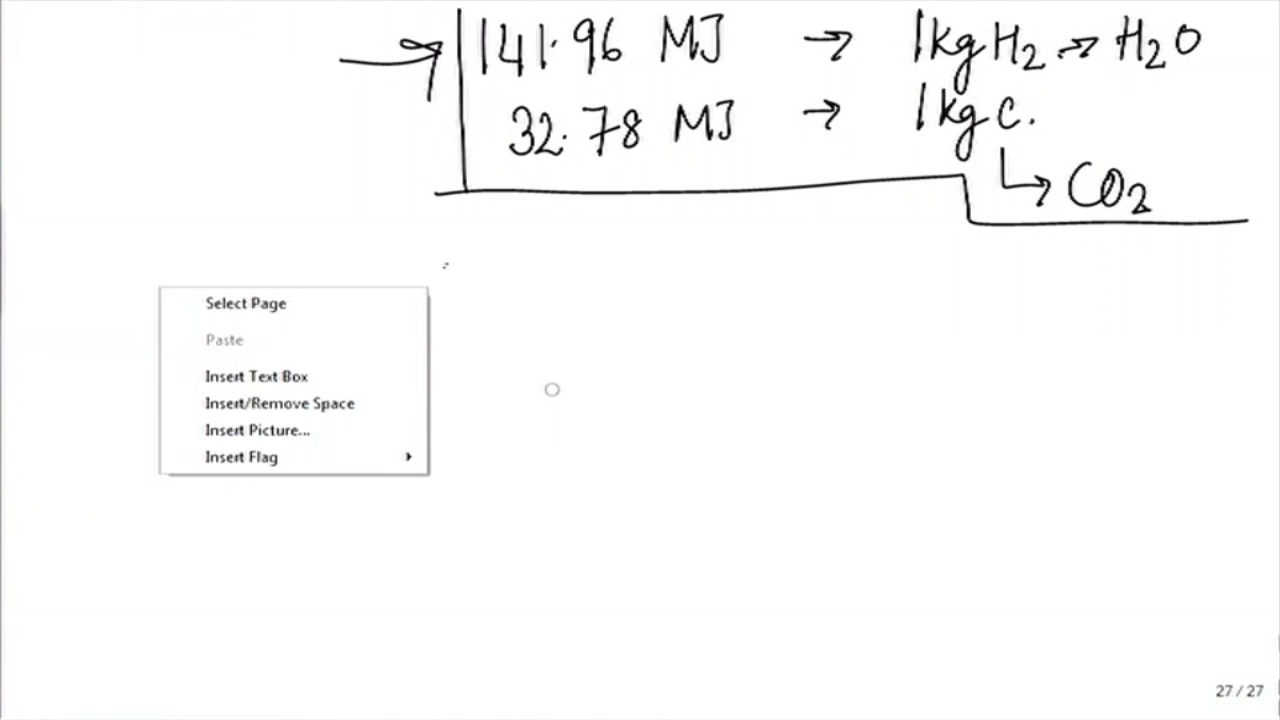 141.96 MJ → 1kg H2 → H2O
32.78 MJ → 1kg C.
↳ CO2
Select Page
Paste
Insert Text Box
Insert/Remove Space
Insert Picture...
Insert Flag
27 / 27